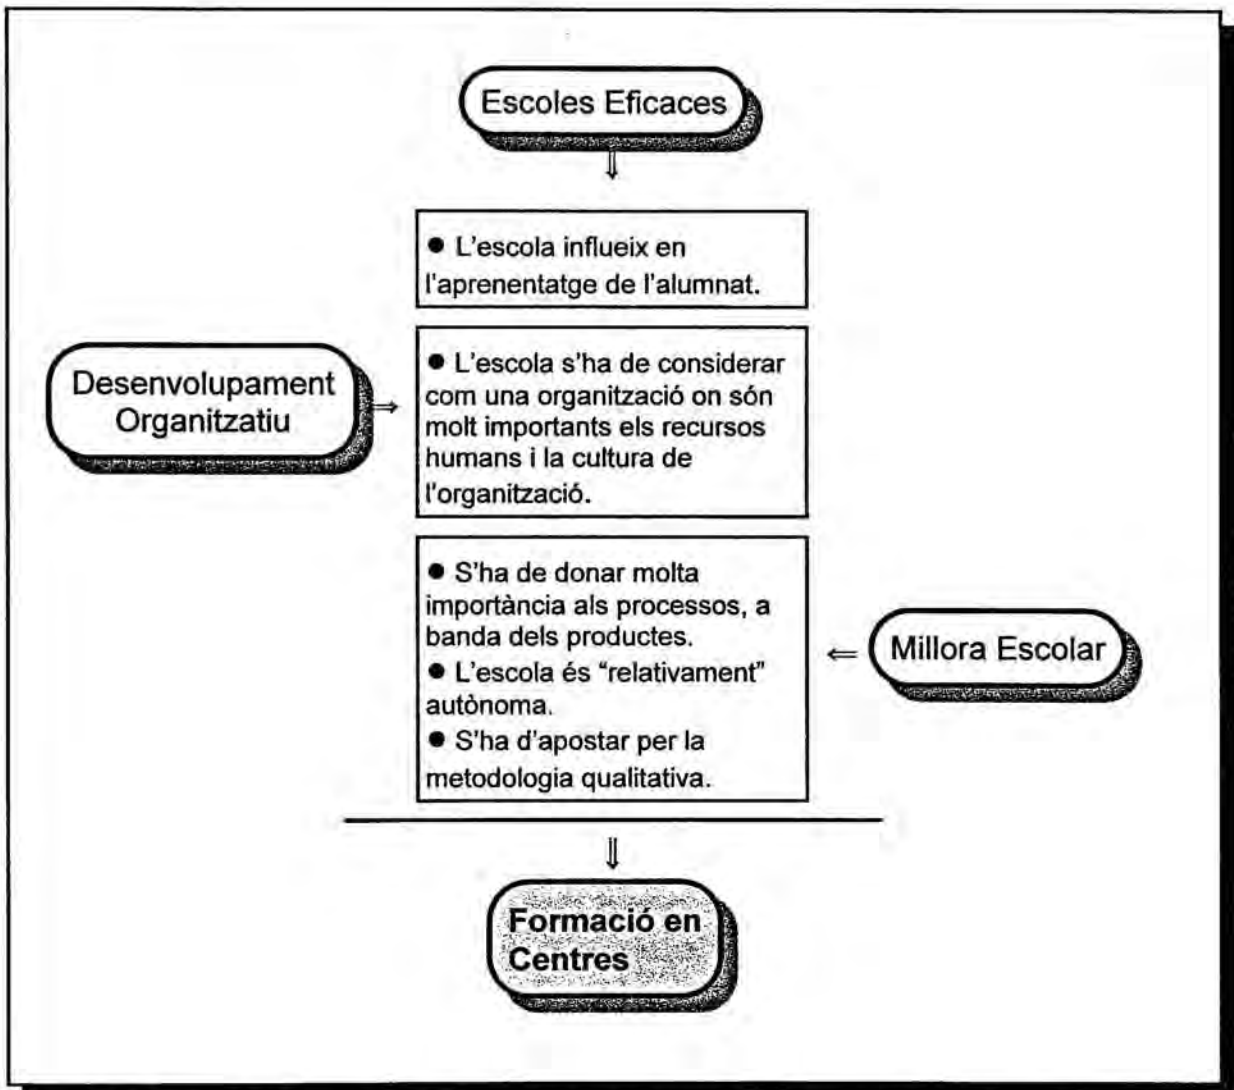 Escoles Eficaces
⇓
● L'escola influeix en
l'aprenentatge de l'alumnat.
Desenvolupament
Organitzatiu
⇒
● L'escola s'ha de considerar
com una organització on són
molt importants els recursos
humans i la cultura de
l'organització.
● S'ha de donar molta
importància als processos, a
banda dels productes.
● L'escola és “relativament”
autònoma.
● S'ha d'apostar per la
metodologia qualitativa.
⇐
Millora Escolar
⇓
Formació en
Centres